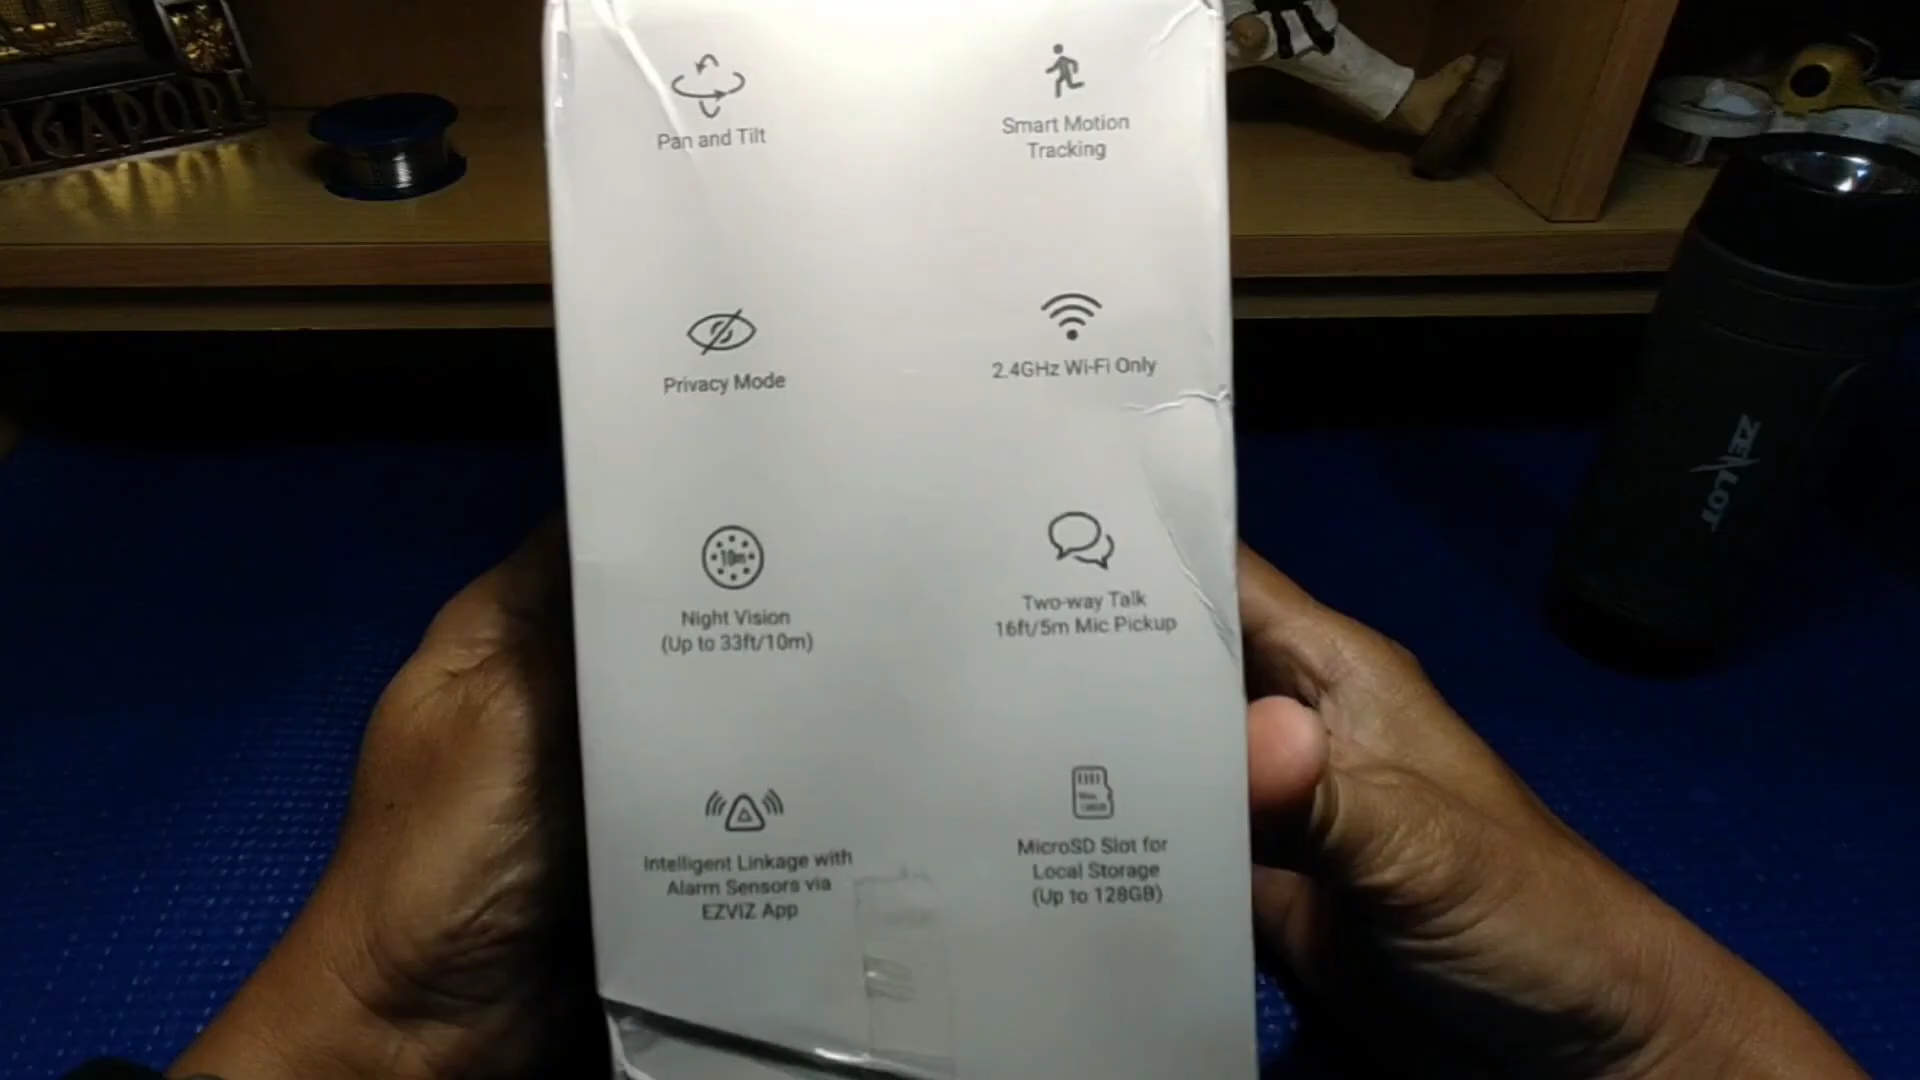 NGAPORE
Pan and Tilt
Smart Motion
Tracking
Privacy Mode
2.4GHz Wi-Fi Only
10m
Night Vision
(Up to 33ft/10m)
Two-way Talk
16ft/5m Mic Pickup
Intelligent Linkage with
Alarm Sensors via
EZVIZ App
MicroSD Slot for
Local Storage
(Up to 128GB)
ZEALOT